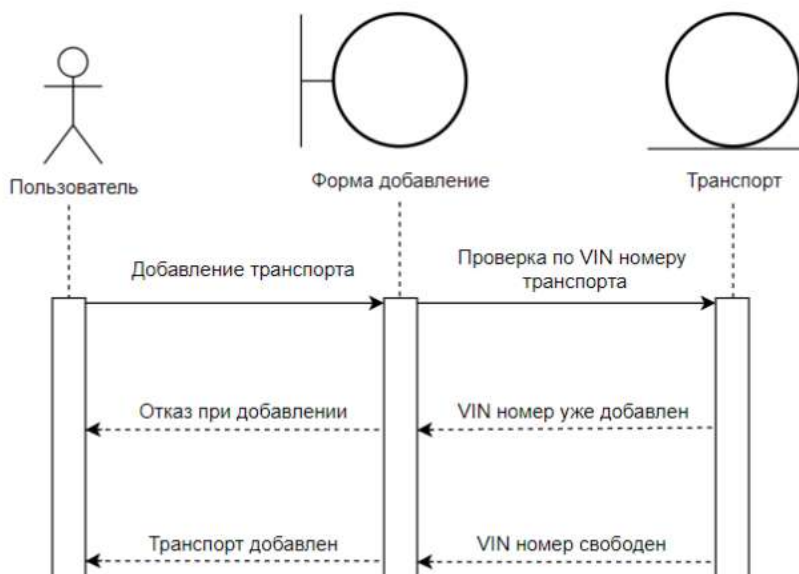 Пользователь
Форма добавление
Транспорт
Добавление транспорта
Проверка по VIN номеру
транспорта
Отказ при добавлении
VIN номер уже добавлен
Транспорт добавлен
VIN номер свободен